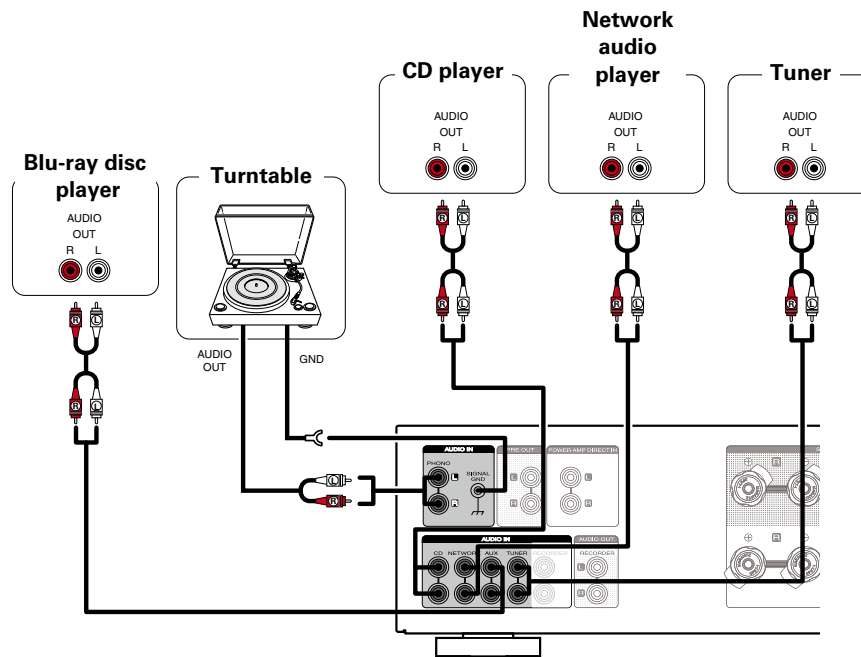 Network
audio
player
CD player
Tuner
AUDIO
OUT
R L
AUDIO
OUT
R L
AUDIO
OUT
R L
Blu-ray disc
player
Turntable
AUDIO
OUT
R L
R L
R L
R L
R L
R L
R L
R L
R L
AUDIO
OUT
GND
L
R
AUDIO IN
PRE OUT
POWER AMP DIRECT IN
PHONO
SIGNAL
GND
AUDIO IN
AUDIO OUT
CD NETWORK AUX TUNER RECORDER
RECORDER